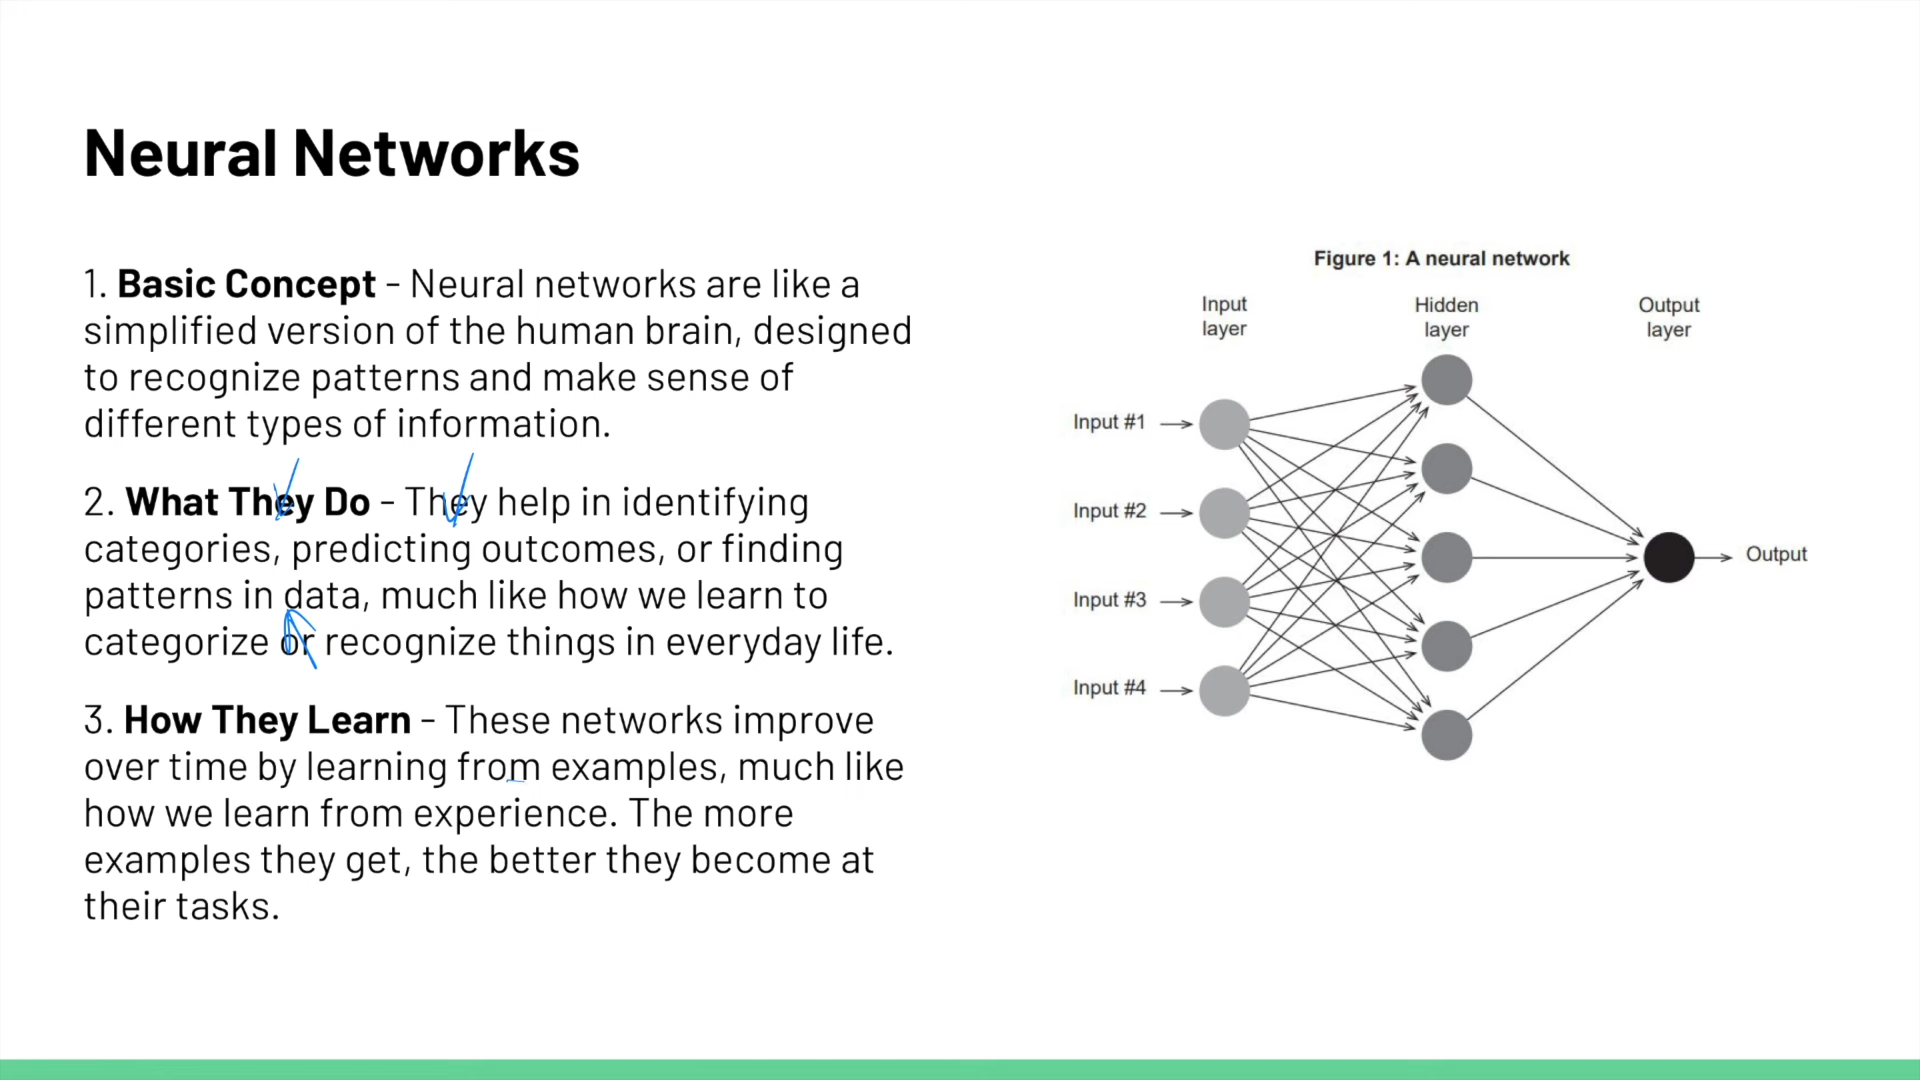 Neural Networks
1. Basic Concept - Neural networks are like a
simplified version of the human brain, designed
to recognize patterns and make sense of
different types of information.
2. What They Do - They help in identifying
categories, predicting outcomes, or finding
patterns in data, much like how we learn to
categorize or recognize things in everyday life.
3. How They Learn - These networks improve
over time by learning from examples, much like
how we learn from experience. The more
examples they get, the better they become at
their tasks.
Figure 1: A neural network
Input
layer
Hidden
layer
Output
layer
Input #1
Input #2
Input #3
Input #4
Output